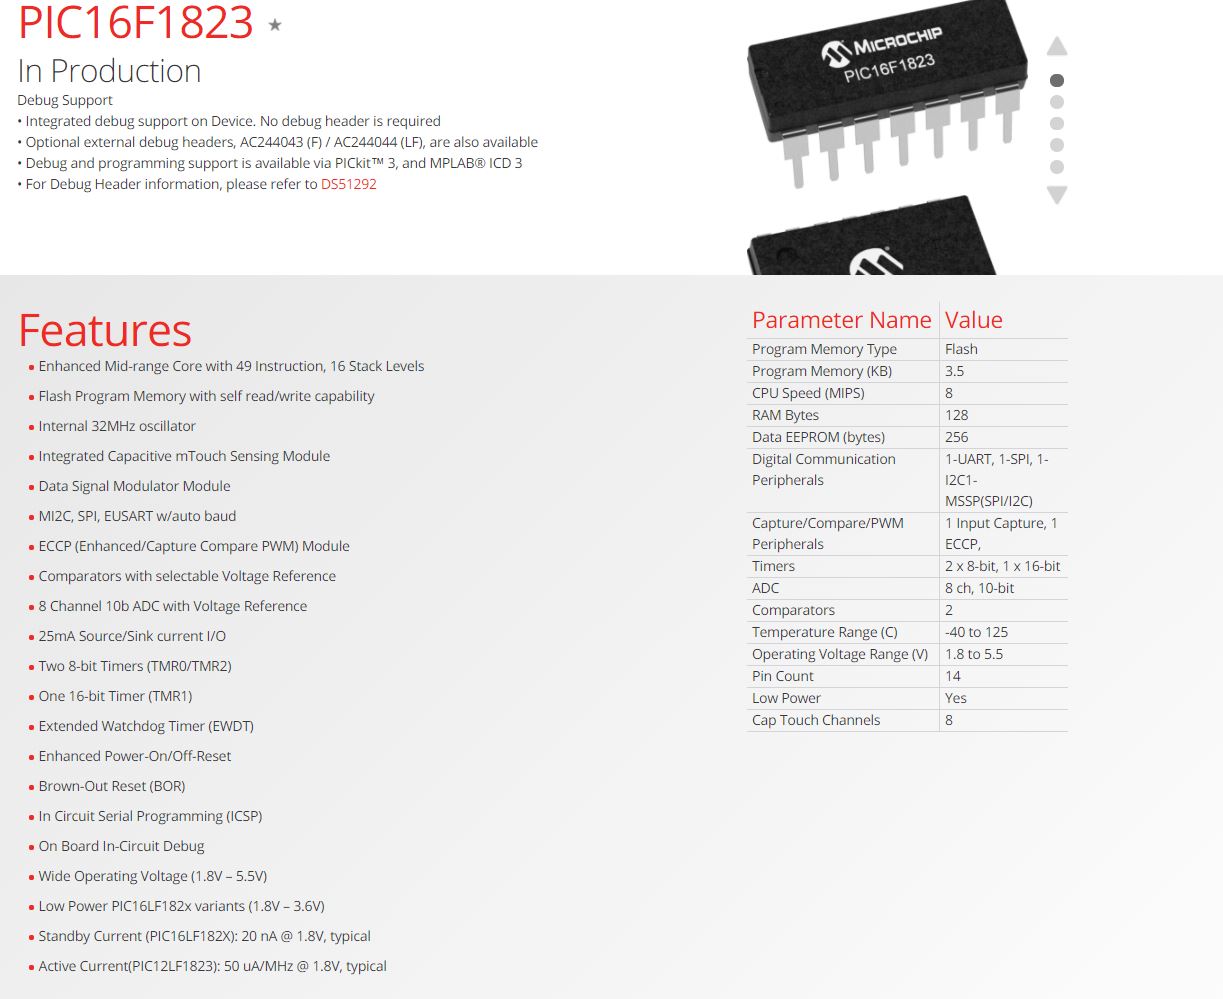 PIC16F1823 ★
In Production
Debug Support
• Integrated debug support on Device. No debug header is required
• Optional external debug headers, AC244043 (F) / AC244044 (LF), are also available
• Debug and programming support is available via PICkit™ 3, and MPLAB® ICD 3
• For Debug Header information, please refer to DS51292
MICROCHIP
PIC16F1823
Features
• Enhanced Mid-range Core with 49 Instruction, 16 Stack Levels
• Flash Program Memory with self read/write capability
• Internal 32MHz oscillator
• Integrated Capacitive mTouch Sensing Module
• Data Signal Modulator Module
• MI2C, SPI, EUSART w/auto baud
• ECCP (Enhanced/Capture Compare PWM) Module
• Comparators with selectable Voltage Reference
• 8 Channel 10b ADC with Voltage Reference
• 25mA Source/Sink current I/O
• Two 8-bit Timers (TMR0/TMR2)
• One 16-bit Timer (TMR1)
• Extended Watchdog Timer (EWDT)
• Enhanced Power-On/Off-Reset
• Brown-Out Reset (BOR)
• In Circuit Serial Programming (ICSP)
• On Board In-Circuit Debug
• Wide Operating Voltage (1.8V – 5.5V)
• Low Power PIC16LF182x variants (1.8V – 3.6V)
• Standby Current (PIC16LF182X): 20 nA @ 1.8V, typical
• Active Current(PIC12LF1823): 50 uA/MHz @ 1.8V, typical
Parameter Name Value
Program Memory Type Flash
Program Memory (KB) 3.5
CPU Speed (MIPS) 8
RAM Bytes 128
Data EEPROM (bytes) 256
Digital Communication 1-UART, 1-SPI, 1-
Peripherals I2C1-
MSSP(SPI/I2C)
Capture/Compare/PWM 1 Input Capture, 1
Peripherals ECCP,
Timers 2 x 8-bit, 1 x 16-bit
ADC 8 ch, 10-bit
Comparators 2
Temperature Range (C) -40 to 125
Operating Voltage Range (V) 1.8 to 5.5
Pin Count 14
Low Power Yes
Cap Touch Channels 8